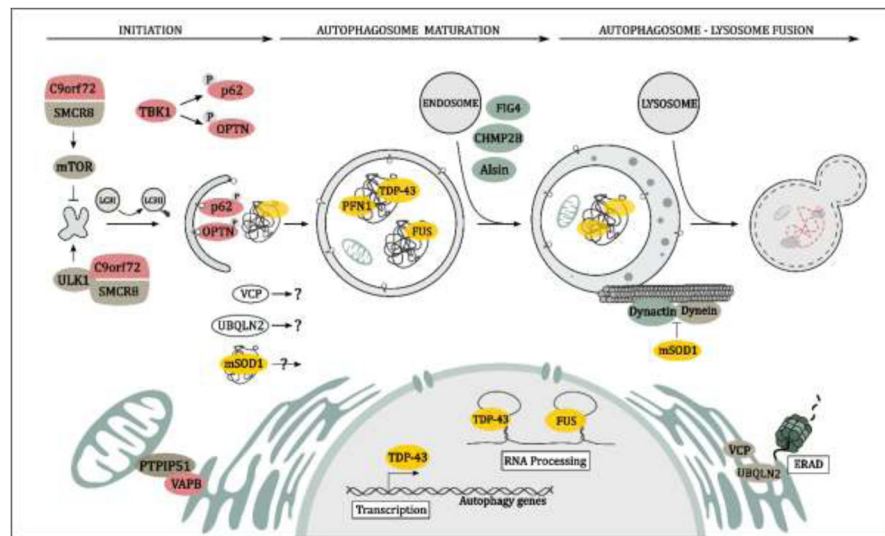 INITIATION
AUTOPHAGOSOME MATURATION
AUTOPHAGOSOME - LYSOSOME FUSION
C9orf72
SMCR8
mTOR
TBK1
P
p62
P
OPTN
LC3I
LC3II
ULK1
C9orf72
SMCR8
p62
P
OPTN
P
PFN1
TDP-43
FUS
ENDOSOME
FIG4
CHMP2B
Alsin
LYSOSOME
Dynactin
Dynein
mSOD1
VCP
?
UBQLN2
?
mSOD1
?
PTPIP51
VAPB
TDP-43
FUS
RNA Processing
TDP-43
Transcription
Autophagy genes
VCP
UBQLN2
ERAD